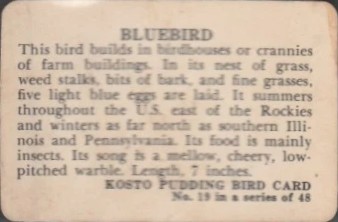 BLUEBIRD
This bird builds in birdhouses or crannies
of farm buildings. In its nest of grass,
weed stalks, bits of bark, and fine grasses,
five light blue eggs are laid. It summers
throughout the U.S. east of the Rockies
and winters as far north as southern Illi-
nois and Pennsylvania. Its food is mainly
insects. Its song is a mellow, cheery, low-
pitched warble. Length, 7 inches.
KOSTO PUDDING BIRD CARD
No. 19 in a series of 48